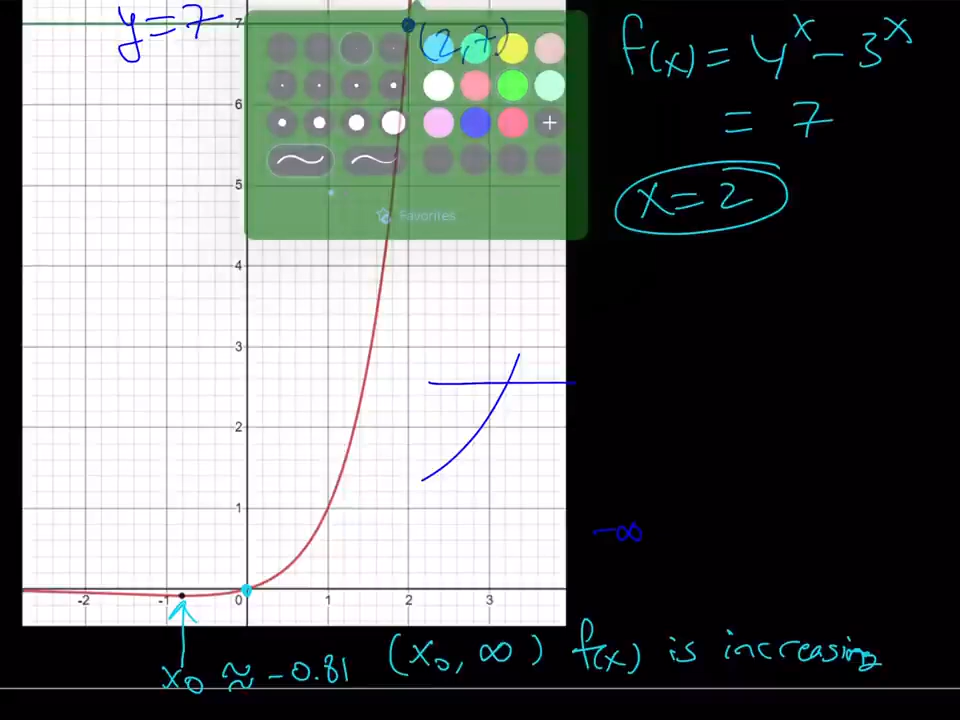 y = 7
(2,7)
f(x) = 4^x - 3^x
= 7
x = 2
Favorites
7
6
5
4
3
2
1
-∞
-2 -1 0 1 2 3
x₀ ≈ -0.81 (x₀, ∞) f(x) is increasing